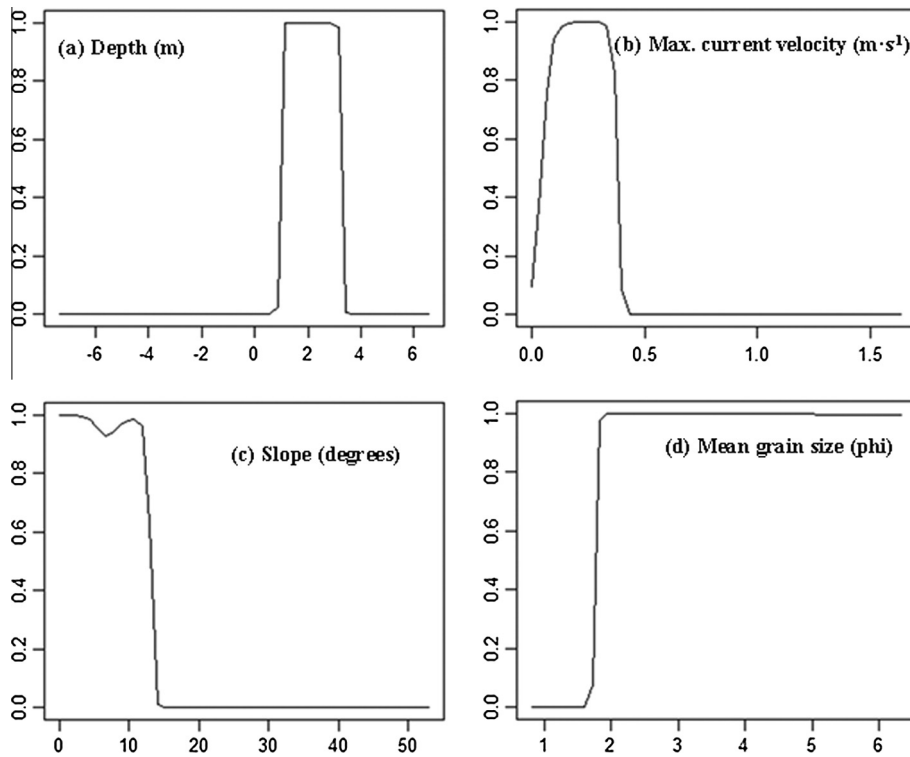 (a) Depth (m)
0.0 0.2 0.4 0.6 0.8 1.0
-6 -4 -2 0 2 4 6
(b) Max. current velocity (m·s¹)
0.0 0.2 0.4 0.6 0.8 1.0
0.0 0.5 1.0 1.5
(c) Slope (degrees)
0.0 0.2 0.4 0.6 0.8 1.0
0 10 20 30 40 50
(d) Mean grain size (phi)
0.0 0.2 0.4 0.6 0.8 1.0
1 2 3 4 5 6